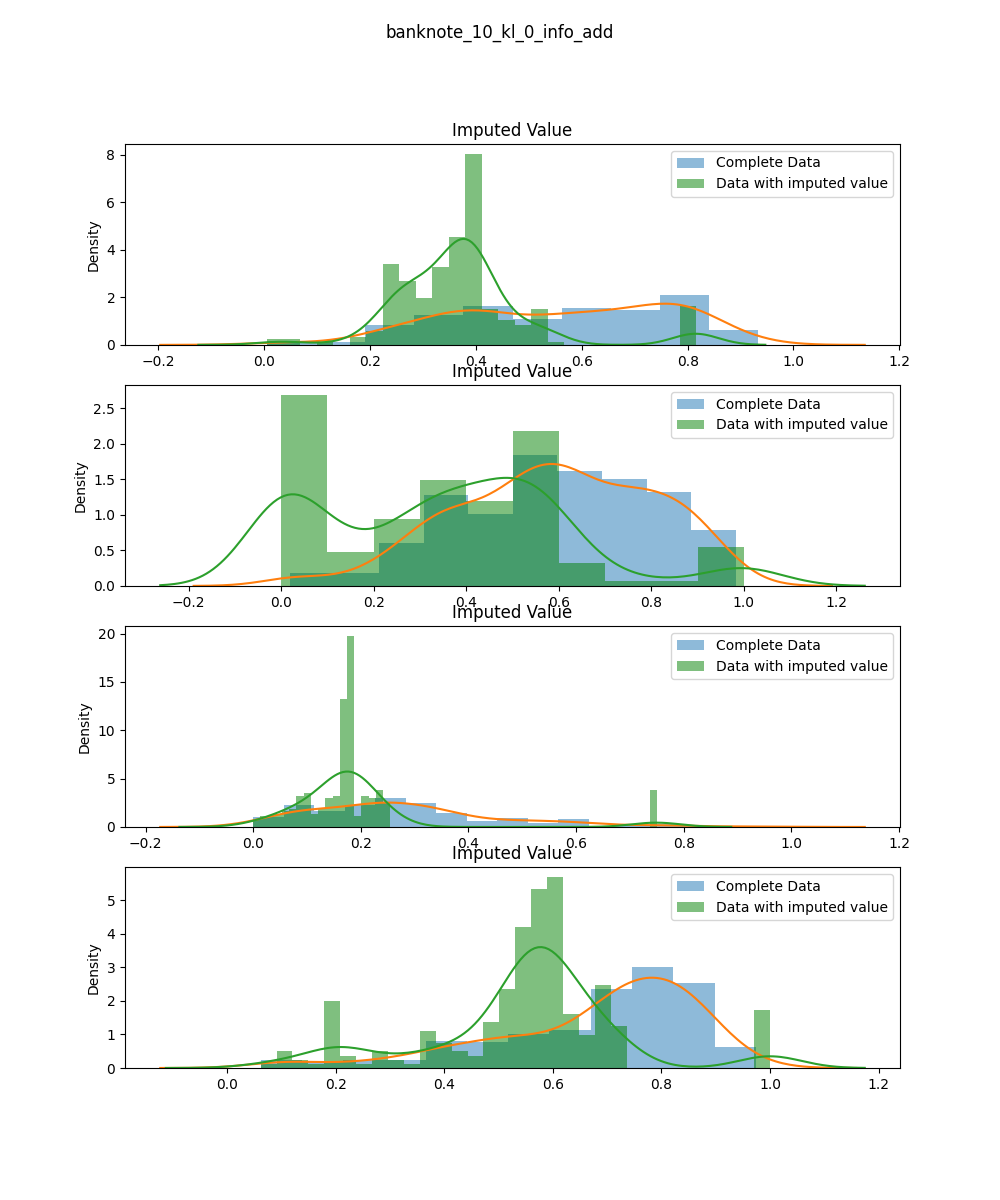 banknote_10_kl_0_info_add
Imputed Value
Complete Data
Data with imputed value
Density
8
6
4
2
0
−0.2 0.0 0.2 0.4 0.6 0.8 1.0 1.2
Imputed Value
Complete Data
Data with imputed value
Density
2.5
2.0
1.5
1.0
0.5
0.0
−0.2 0.0 0.2 0.4 0.6 0.8 1.0 1.2
Imputed Value
Complete Data
Data with imputed value
Density
20
15
10
5
0
−0.2 0.0 0.2 0.4 0.6 0.8 1.0 1.2
Imputed Value
Complete Data
Data with imputed value
Density
5
4
3
2
1
0
0.0 0.2 0.4 0.6 0.8 1.0 1.2